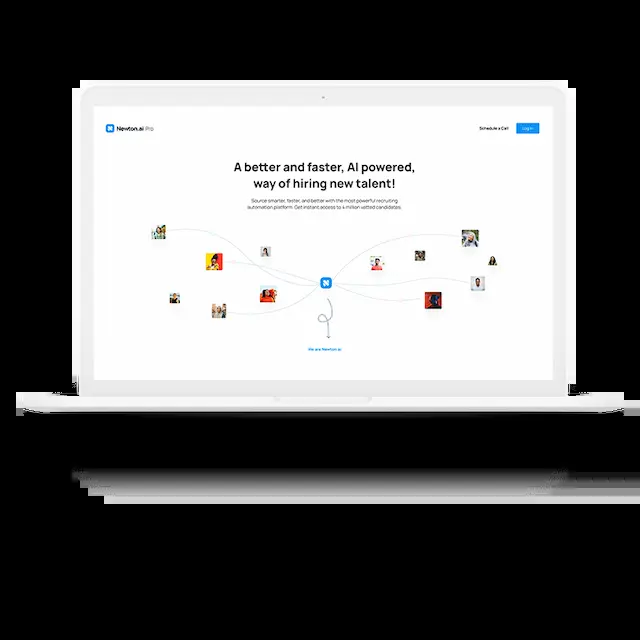 Newton.ai Pro
Schedule a Call
Log In
A better and faster, AI powered,
way of hiring new talent!
Source smarter, faster, and better with the most powerful recruiting
automation platform. Get instant access to 4 million vetted candidates.
We are Newton.ai